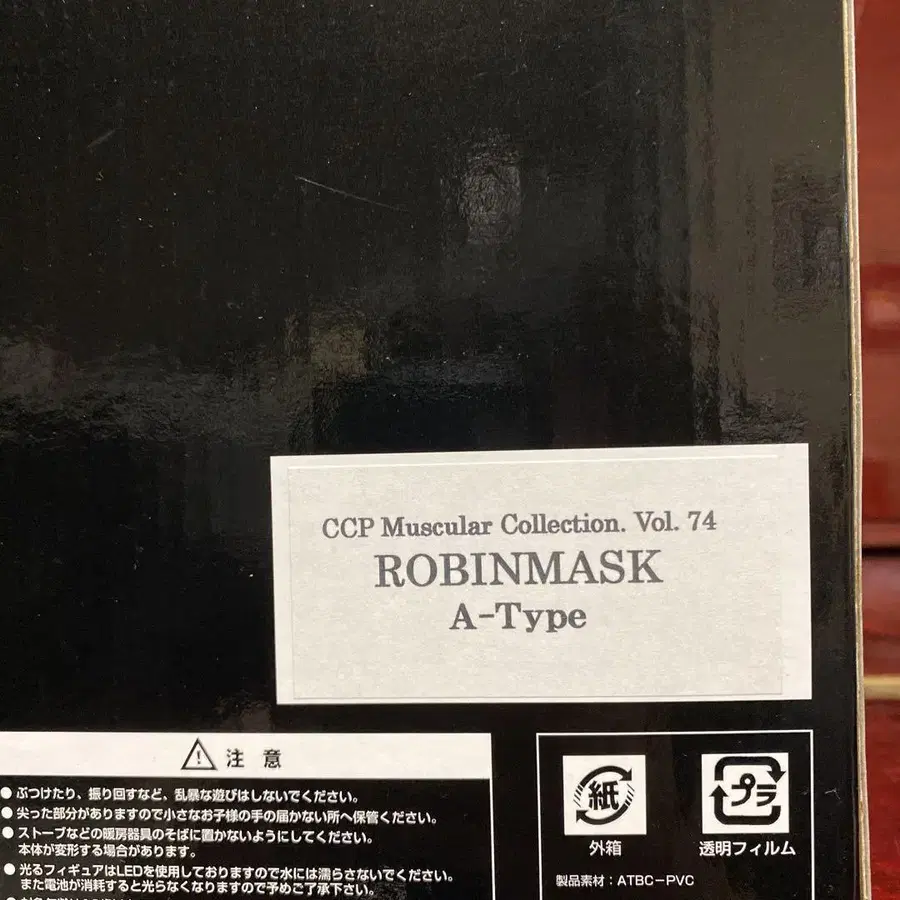 CCP Muscular Collection. Vol. 74
ROBINMASK
A-Type
注意
● ぶつけたり、振り回すなど、乱暴な遊びはしないでください。
● 尖った部分がありますので小さなお子様の手の届かない所へ保管ください。
● ストーブなどの暖房器具のそばに置かないようにしてください。
本体が変形する場合があります。
● 光るフィギュアはLEDを使用しておりますので水には濡らさないでください。
また電池が消耗すると光らなくなりますので予めご了承下さい。
紙
プラ
外箱
透明フィルム
製品素材：ATBC-PVC